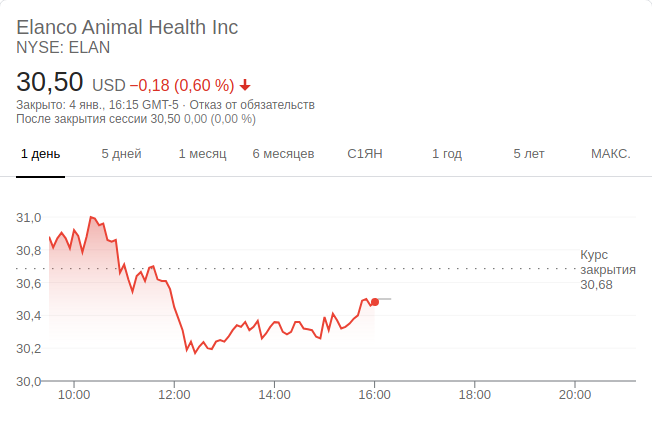 Elanco Animal Health Inc
NYSE: ELAN
30,50 USD −0,18 (0,60 %)
Закрыто: 4 янв., 16:15 GMT-5 · Отказ от обязательств
После закрытия сессии 30,50 0,00 (0,00 %)
1 день 5 дней 1 месяц 6 месяцев С1ЯН 1 год 5 лет МАКС.
31,0
30,8
Курс
закрытия
30,68
30,6
30,4
30,2
30,0
10:00 12:00 14:00 16:00 18:00 20:00